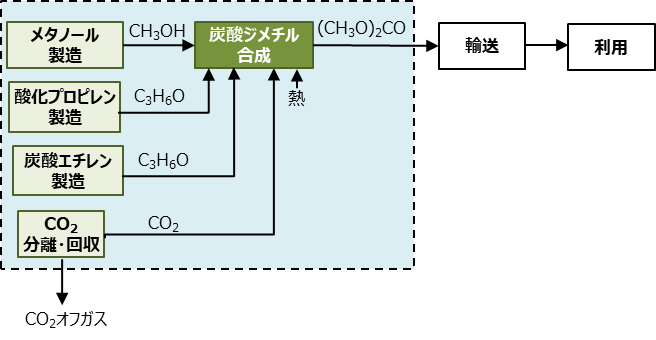 メタノール
製造
CH3OH
炭酸ジメチル
合成
(CH3O)2CO
輸送
利用
酸化プロピレン
製造
C3H6O
熱
炭酸エチレン
製造
C3H6O
CO2
分離・回収
CO2
CO2オフガス